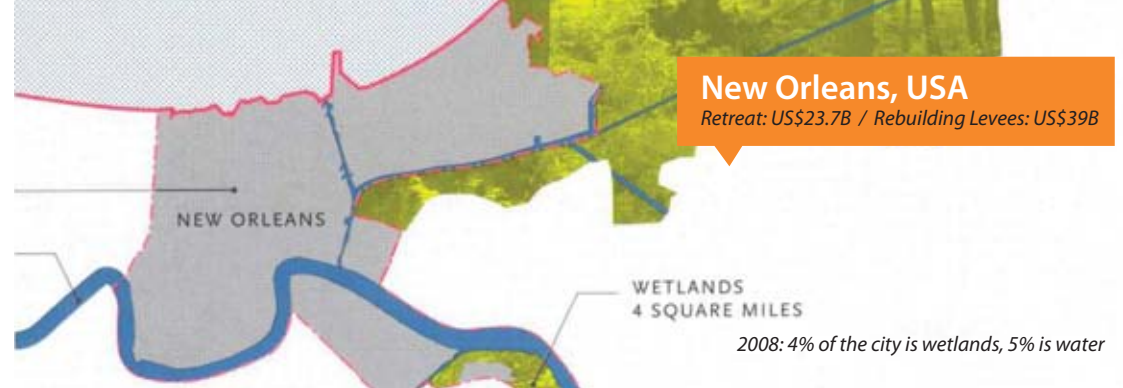 New Orleans, USA
Retreat: US$23.7B / Rebuilding Levees: US$39B
NEW ORLEANS
WETLANDS
4 SQUARE MILES
2008: 4% of the city is wetlands, 5% is water